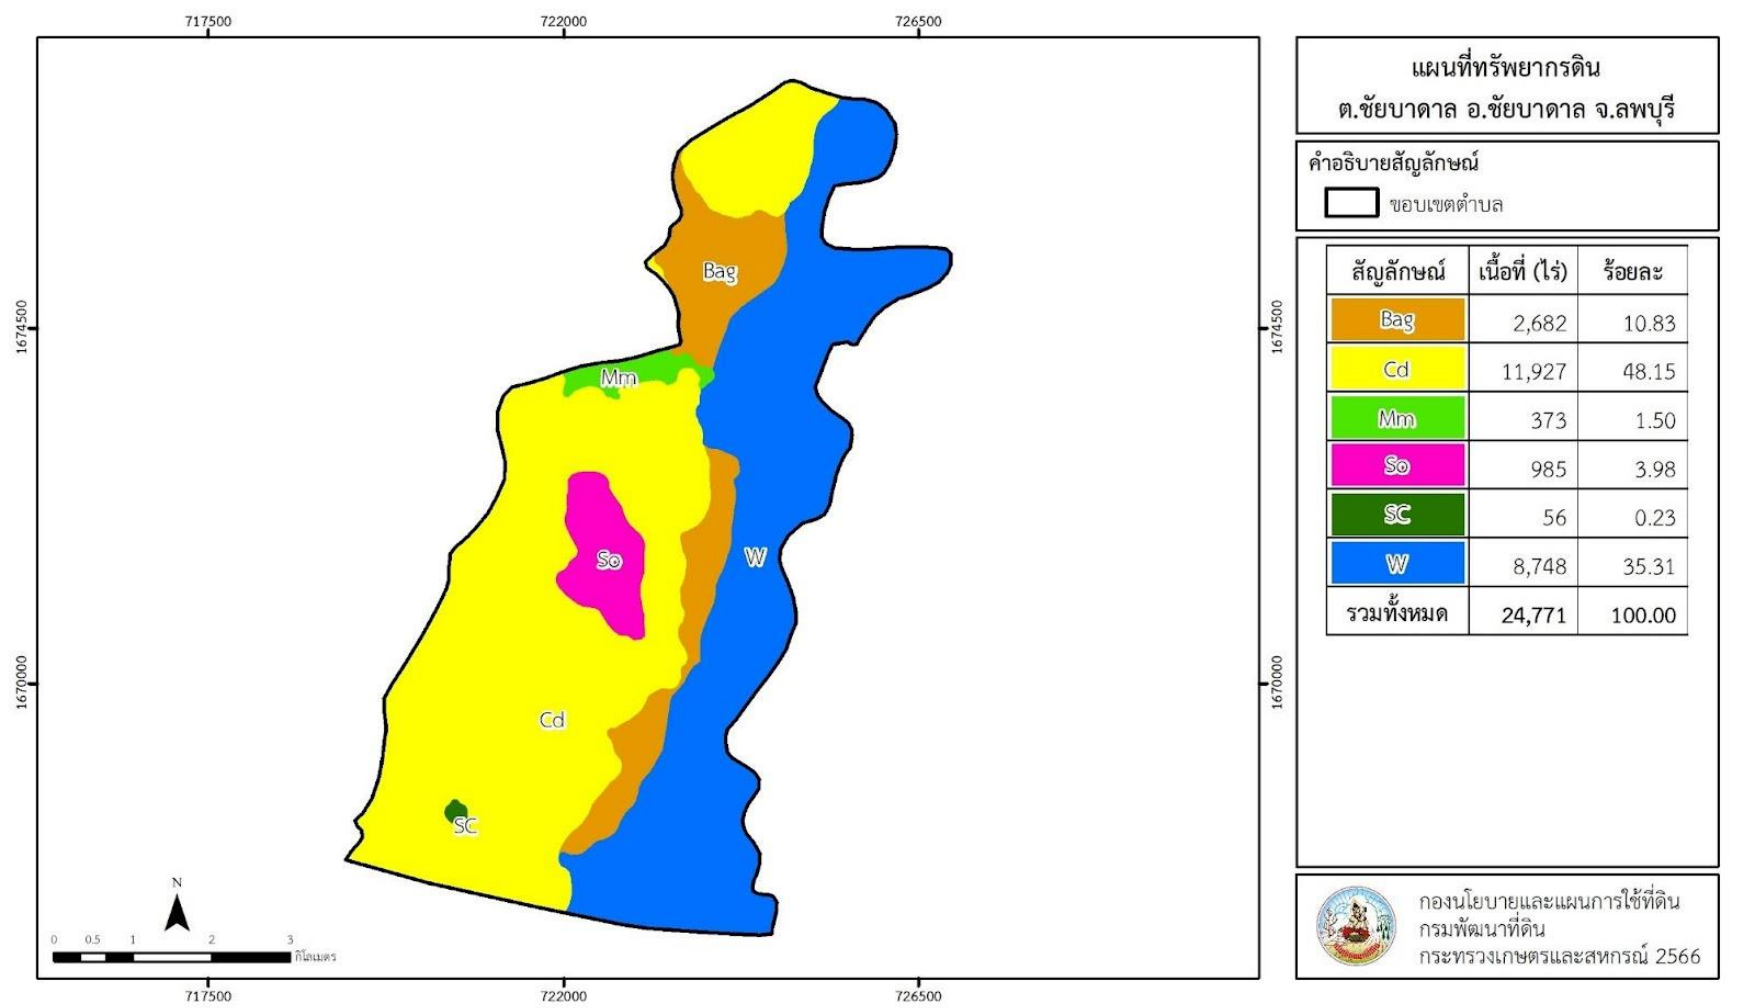 717500 722000 726500
แผนที่ทรัพยากรดิน
ต.ชัยบาดาล อ.ชัยบาดาล จ.ลพบุรี
คำอธิบายสัญลักษณ์
ขอบเขตตำบล
สัญลักษณ์ เนื้อที่ (ไร่) ร้อยละ
Bag 2,682 10.83
Cd 11,927 48.15
Mm 373 1.50
So 985 3.98
SC 56 0.23
W 8,748 35.31
รวมทั้งหมด 24,771 100.00
Bag
1674500 1674500
Mm
So
W
1670000 1670000
Cd
SC
N
0 0.5 1 2 3
กิโลเมตร
717500 722000 726500
กองนโยบายและแผนการใช้ที่ดิน
กรมพัฒนาที่ดิน
กระทรวงเกษตรและสหกรณ์ 2566